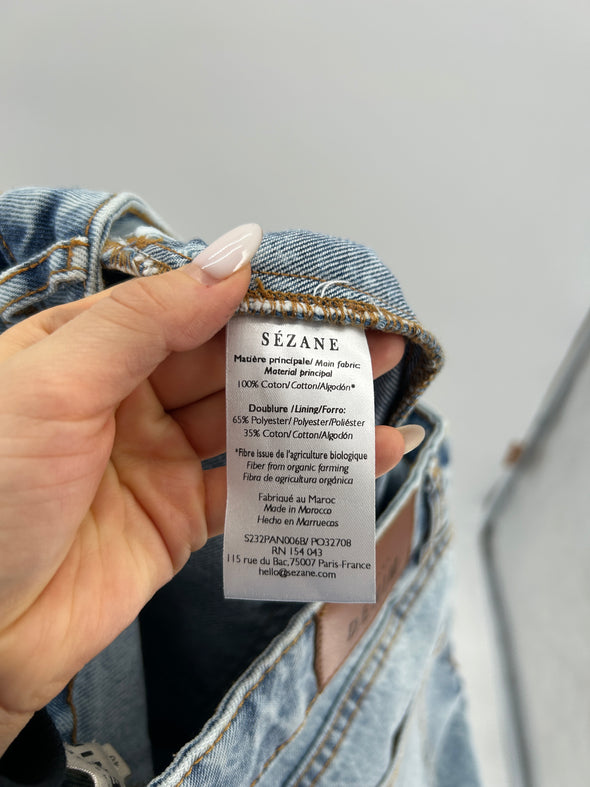 SÉZANE
Matière principale/ Main fabric:
Material principal
100% Coton/Cotton/Algodón*
Doublure /Lining/Forro:
65% Polyester/ Polyester/Poliéster
35% Coton/Cotton/Algodón
*Fibre issue de l'agriculture biologique
Fiber from organic farming
Fibra de agricultura orgánica
Fabriqué au Maroc
Made in Morocco
Hecho en Marruecos
S232PAN006B/ PO32708
RN 154 043
115 rue du Bac,75007 Paris-France
hello@sezane.com